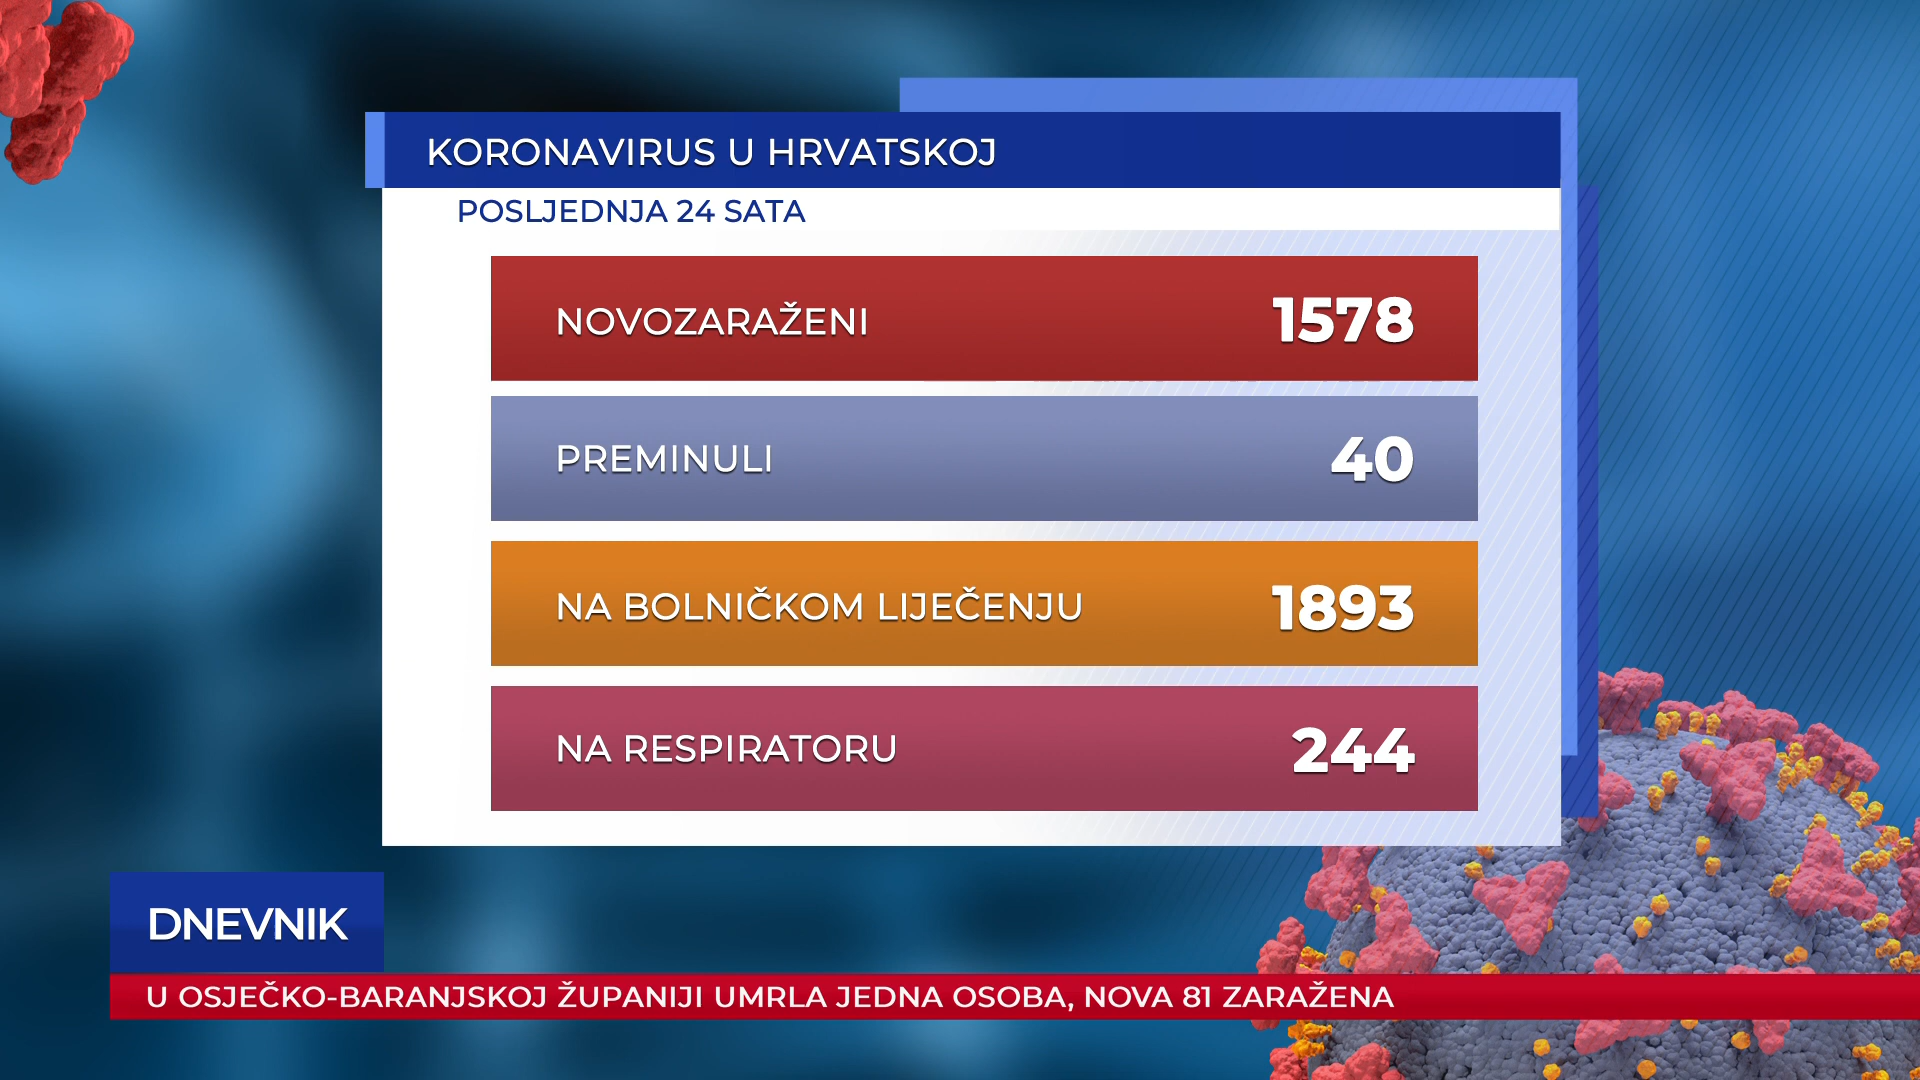 KORONAVIRUS U HRVATSKOJ
POSLJEDNJA 24 SATA
NOVOZARAŽENI 1578
PREMINULI 40
NA BOLNIČKOM LIJEČENJU 1893
NA RESPIRATORU 244
DNEVNIK
U OSJEČKO-BARANJSKOJ ŽUPANIJI UMRLA JEDNA OSOBA, NOVA 81 ZARAŽENA